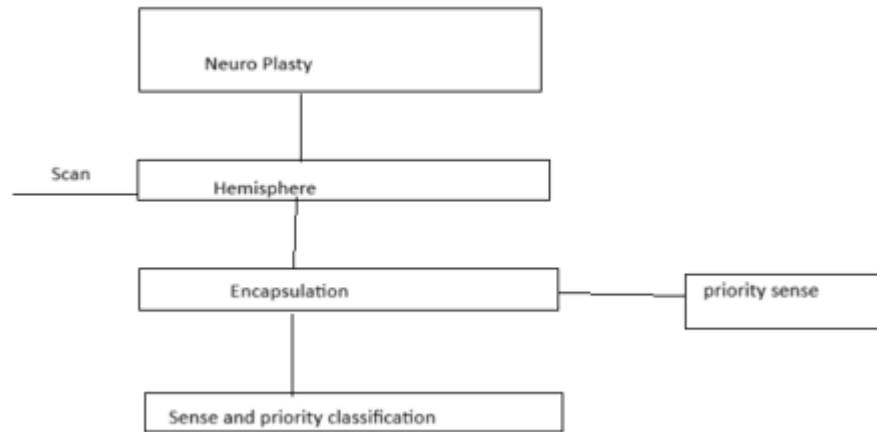 Neuro Plasty
Scan
Hemisphere
Encapsulation
priority sense
Sense and priority classification